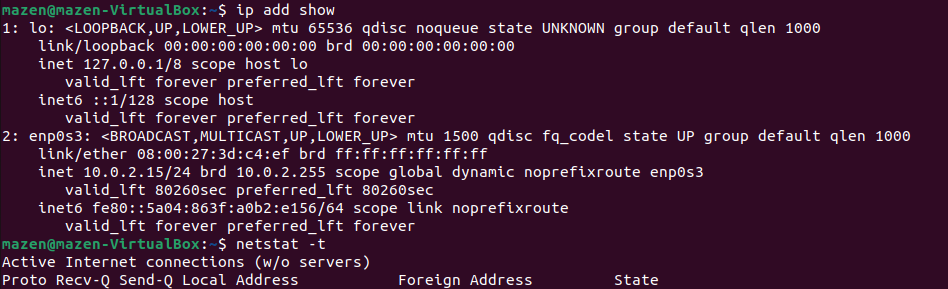 mazen@mazen-VirtualBox:~$ ip add show
1: lo: <LOOPBACK,UP,LOWER_UP> mtu 65536 qdisc noqueue state UNKNOWN group default qlen 1000
    link/loopback 00:00:00:00:00:00 brd 00:00:00:00:00:00
    inet 127.0.0.1/8 scope host lo
       valid_lft forever preferred_lft forever
    inet6 ::1/128 scope host
       valid_lft forever preferred_lft forever
2: enp0s3: <BROADCAST,MULTICAST,UP,LOWER_UP> mtu 1500 qdisc fq_codel state UP group default qlen 1000
    link/ether 08:00:27:3d:c4:ef brd ff:ff:ff:ff:ff:ff
    inet 10.0.2.15/24 brd 10.0.2.255 scope global dynamic noprefixroute enp0s3
       valid_lft 80260sec preferred_lft 80260sec
    inet6 fe80::5a04:863f:a0b2:e156/64 scope link noprefixroute
       valid_lft forever preferred_lft forever
mazen@mazen-VirtualBox:~$ netstat -t
Active Internet connections (w/o servers)
Proto Recv-Q Send-Q Local Address           Foreign Address         State